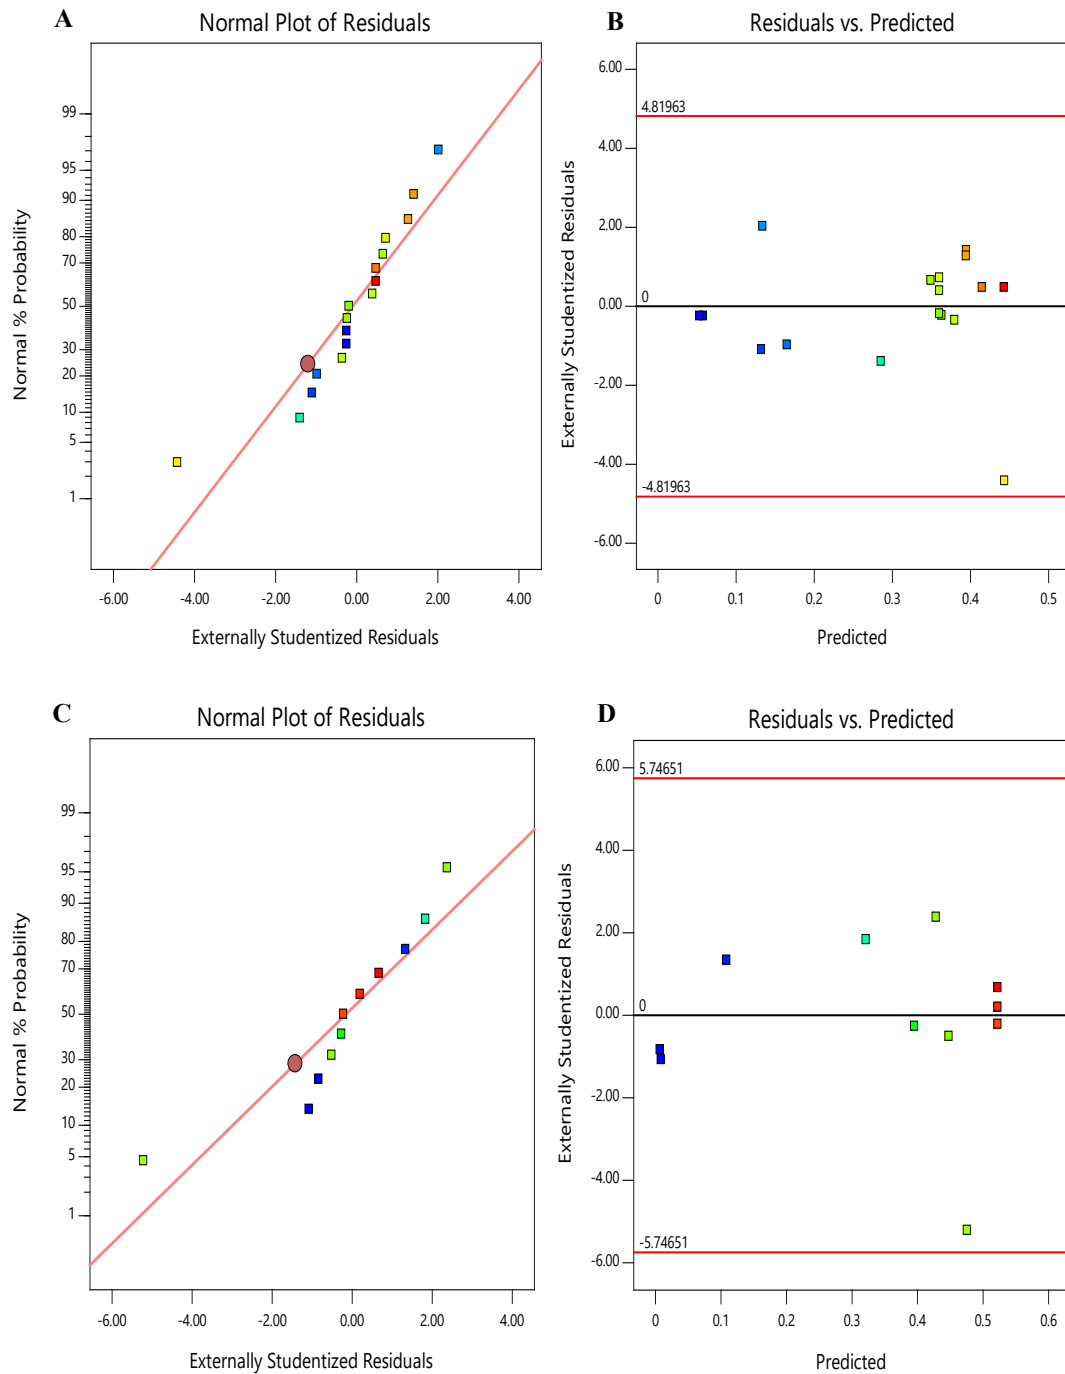 A
Normal Plot of Residuals
Normal % Probability
99
95
90
80
70
50
30
20
10
5
1
-6.00 -4.00 -2.00 0.00 2.00 4.00
Externally Studentized Residuals
B
Residuals vs. Predicted
Externally Studentized Residuals
6.00
4.81963
4.00
2.00
0
0.00
-2.00
-4.00
-4.81963
-6.00
0 0.1 0.2 0.3 0.4 0.5
Predicted
C
Normal Plot of Residuals
Normal % Probability
99
95
90
80
70
50
30
20
10
5
1
-6.00 -4.00 -2.00 0.00 2.00 4.00
Externally Studentized Residuals
D
Residuals vs. Predicted
Externally Studentized Residuals
6.00
5.74651
4.00
2.00
0
0.00
-2.00
-4.00
-5.74651
-6.00
0 0.1 0.2 0.3 0.4 0.5 0.6
Predicted